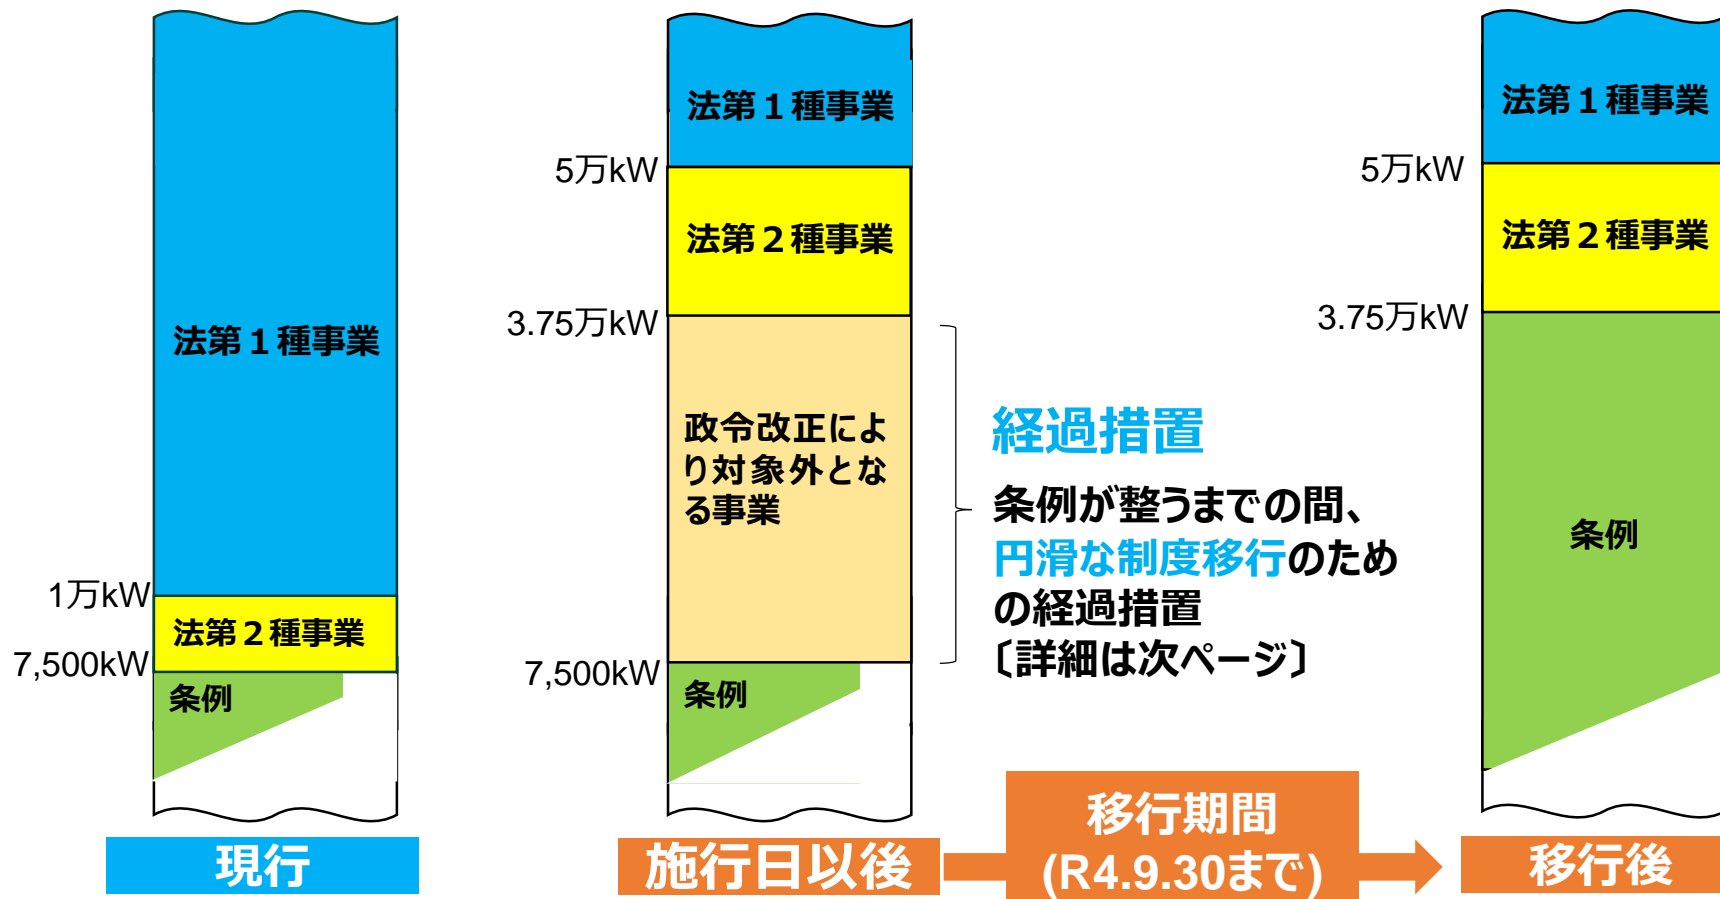 法第１種事業
1万kW
法第２種事業
7,500kW
条例
現行
法第１種事業
5万kW
法第２種事業
3.75万kW
政令改正によ
り対象外とな
る事業
7,500kW
条例
施行日以後
経過措置
条例が整うまでの間、
円滑な制度移行のため
の経過措置
〔詳細は次ページ〕
移行期間
(R4.9.30まで)
法第１種事業
5万kW
法第２種事業
3.75万kW
条例
移行後